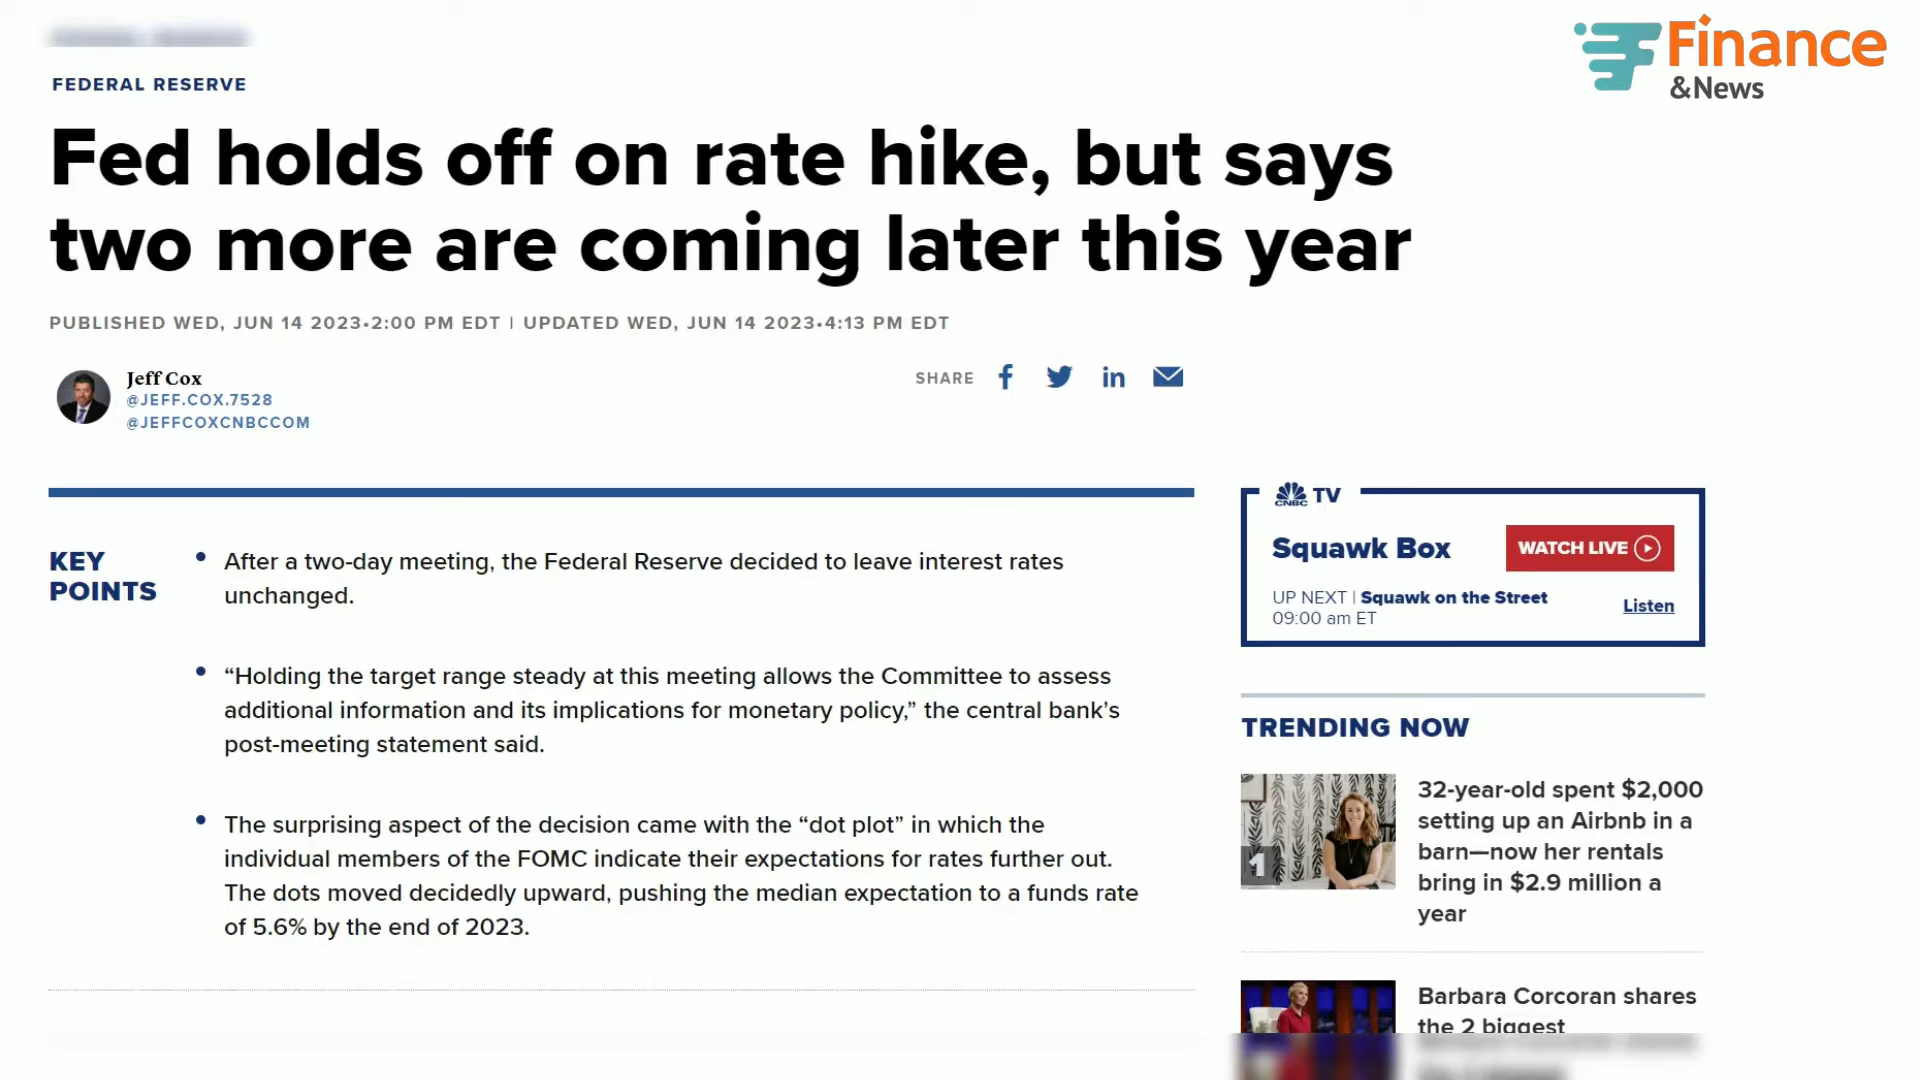 Finance
&News
FEDERAL RESERVE
Fed holds off on rate hike, but says
two more are coming later this year
PUBLISHED WED, JUN 14 2023•2:00 PM EDT | UPDATED WED, JUN 14 2023•4:13 PM EDT
Jeff Cox
@JEFF.COX.7528
@JEFFCOXCNBCCOM
SHARE
KEY
POINTS
• After a two-day meeting, the Federal Reserve decided to leave interest rates
unchanged.
• “Holding the target range steady at this meeting allows the Committee to assess
additional information and its implications for monetary policy,” the central bank’s
post-meeting statement said.
• The surprising aspect of the decision came with the “dot plot” in which the
individual members of the FOMC indicate their expectations for rates further out.
The dots moved decidedly upward, pushing the median expectation to a funds rate
of 5.6% by the end of 2023.
CNBC TV
Squawk Box
WATCH LIVE
UP NEXT | Squawk on the Street
09:00 am ET
Listen
TRENDING NOW
1
32-year-old spent $2,000
setting up an Airbnb in a
barn—now her rentals
bring in $2.9 million a
year
Barbara Corcoran shares
the 2 biggest